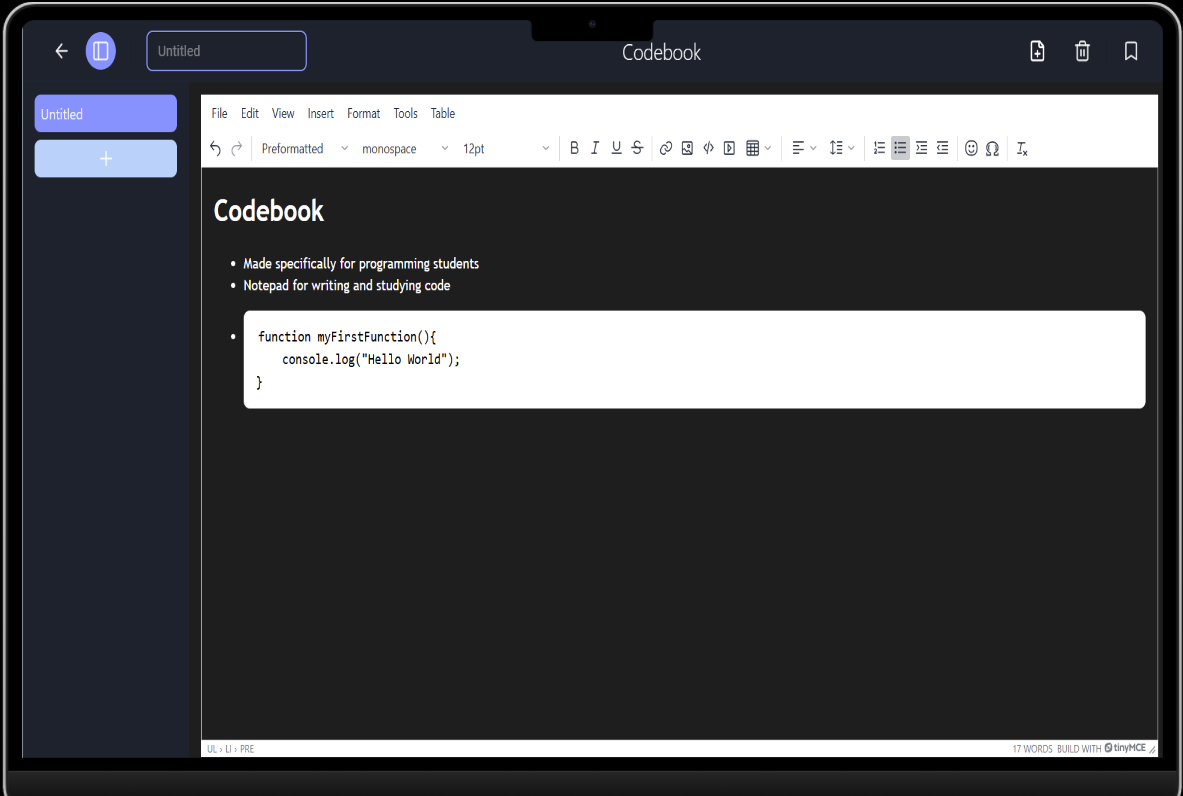 Untitled
Codebook
Untitled
File Edit View Insert Format Tools Table
Preformatted monospace 12pt
Codebook
Made specifically for programming students
Notepad for writing and studying code
function myFirstFunction(){
    console.log("Hello World");
}
UL › LI › PRE
17 WORDS BUILD WITH tinyMCE